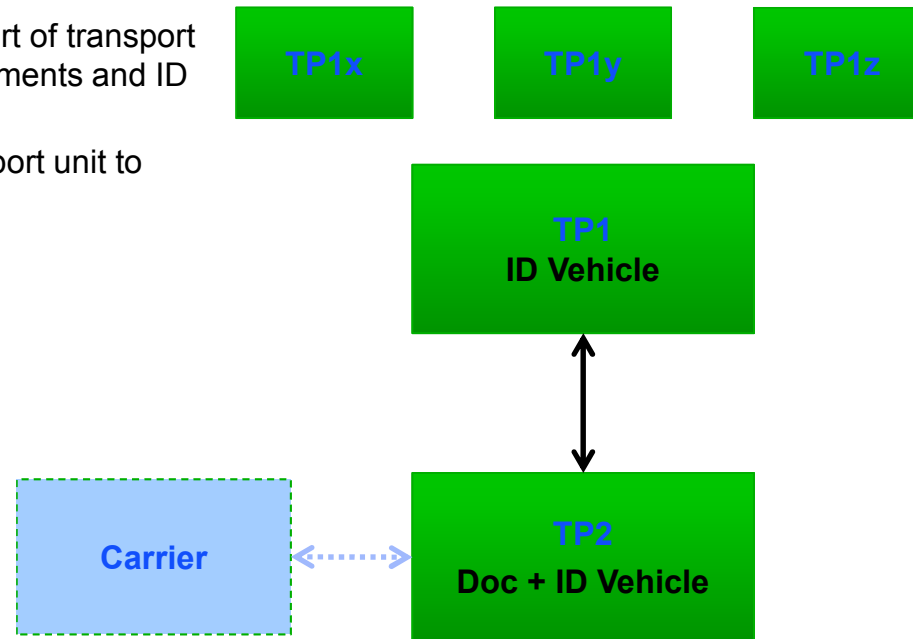 rt of transport
ments and ID
port unit to
TP1x
TP1y
TP1z
TP1
ID Vehicle
TP2
Doc + ID Vehicle
Carrier